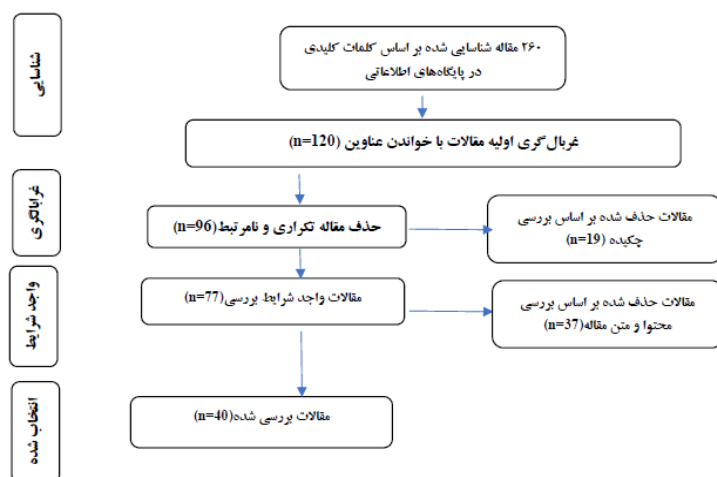 شناسایی
۲۶۰ مقاله شناسایی شده بر اساس کلمات کلیدی
در پایگاه‌های اطلاعاتی
غربال‌گری اولیه مقالات با خواندن عناوین (n=120)
غرابالگری
حذف مقاله تکراری و نامرتبط(n=96)
مقالات حذف شده بر اساس بررسی
چکیده (n=19)
واجد شرایط
مقالات واجد شرایط بررسی(n=77)
مقالات حذف شده بر اساس بررسی
محتوا و متن مقاله(n=37)
انتخاب شده
مقالات بررسی شده(n=40)